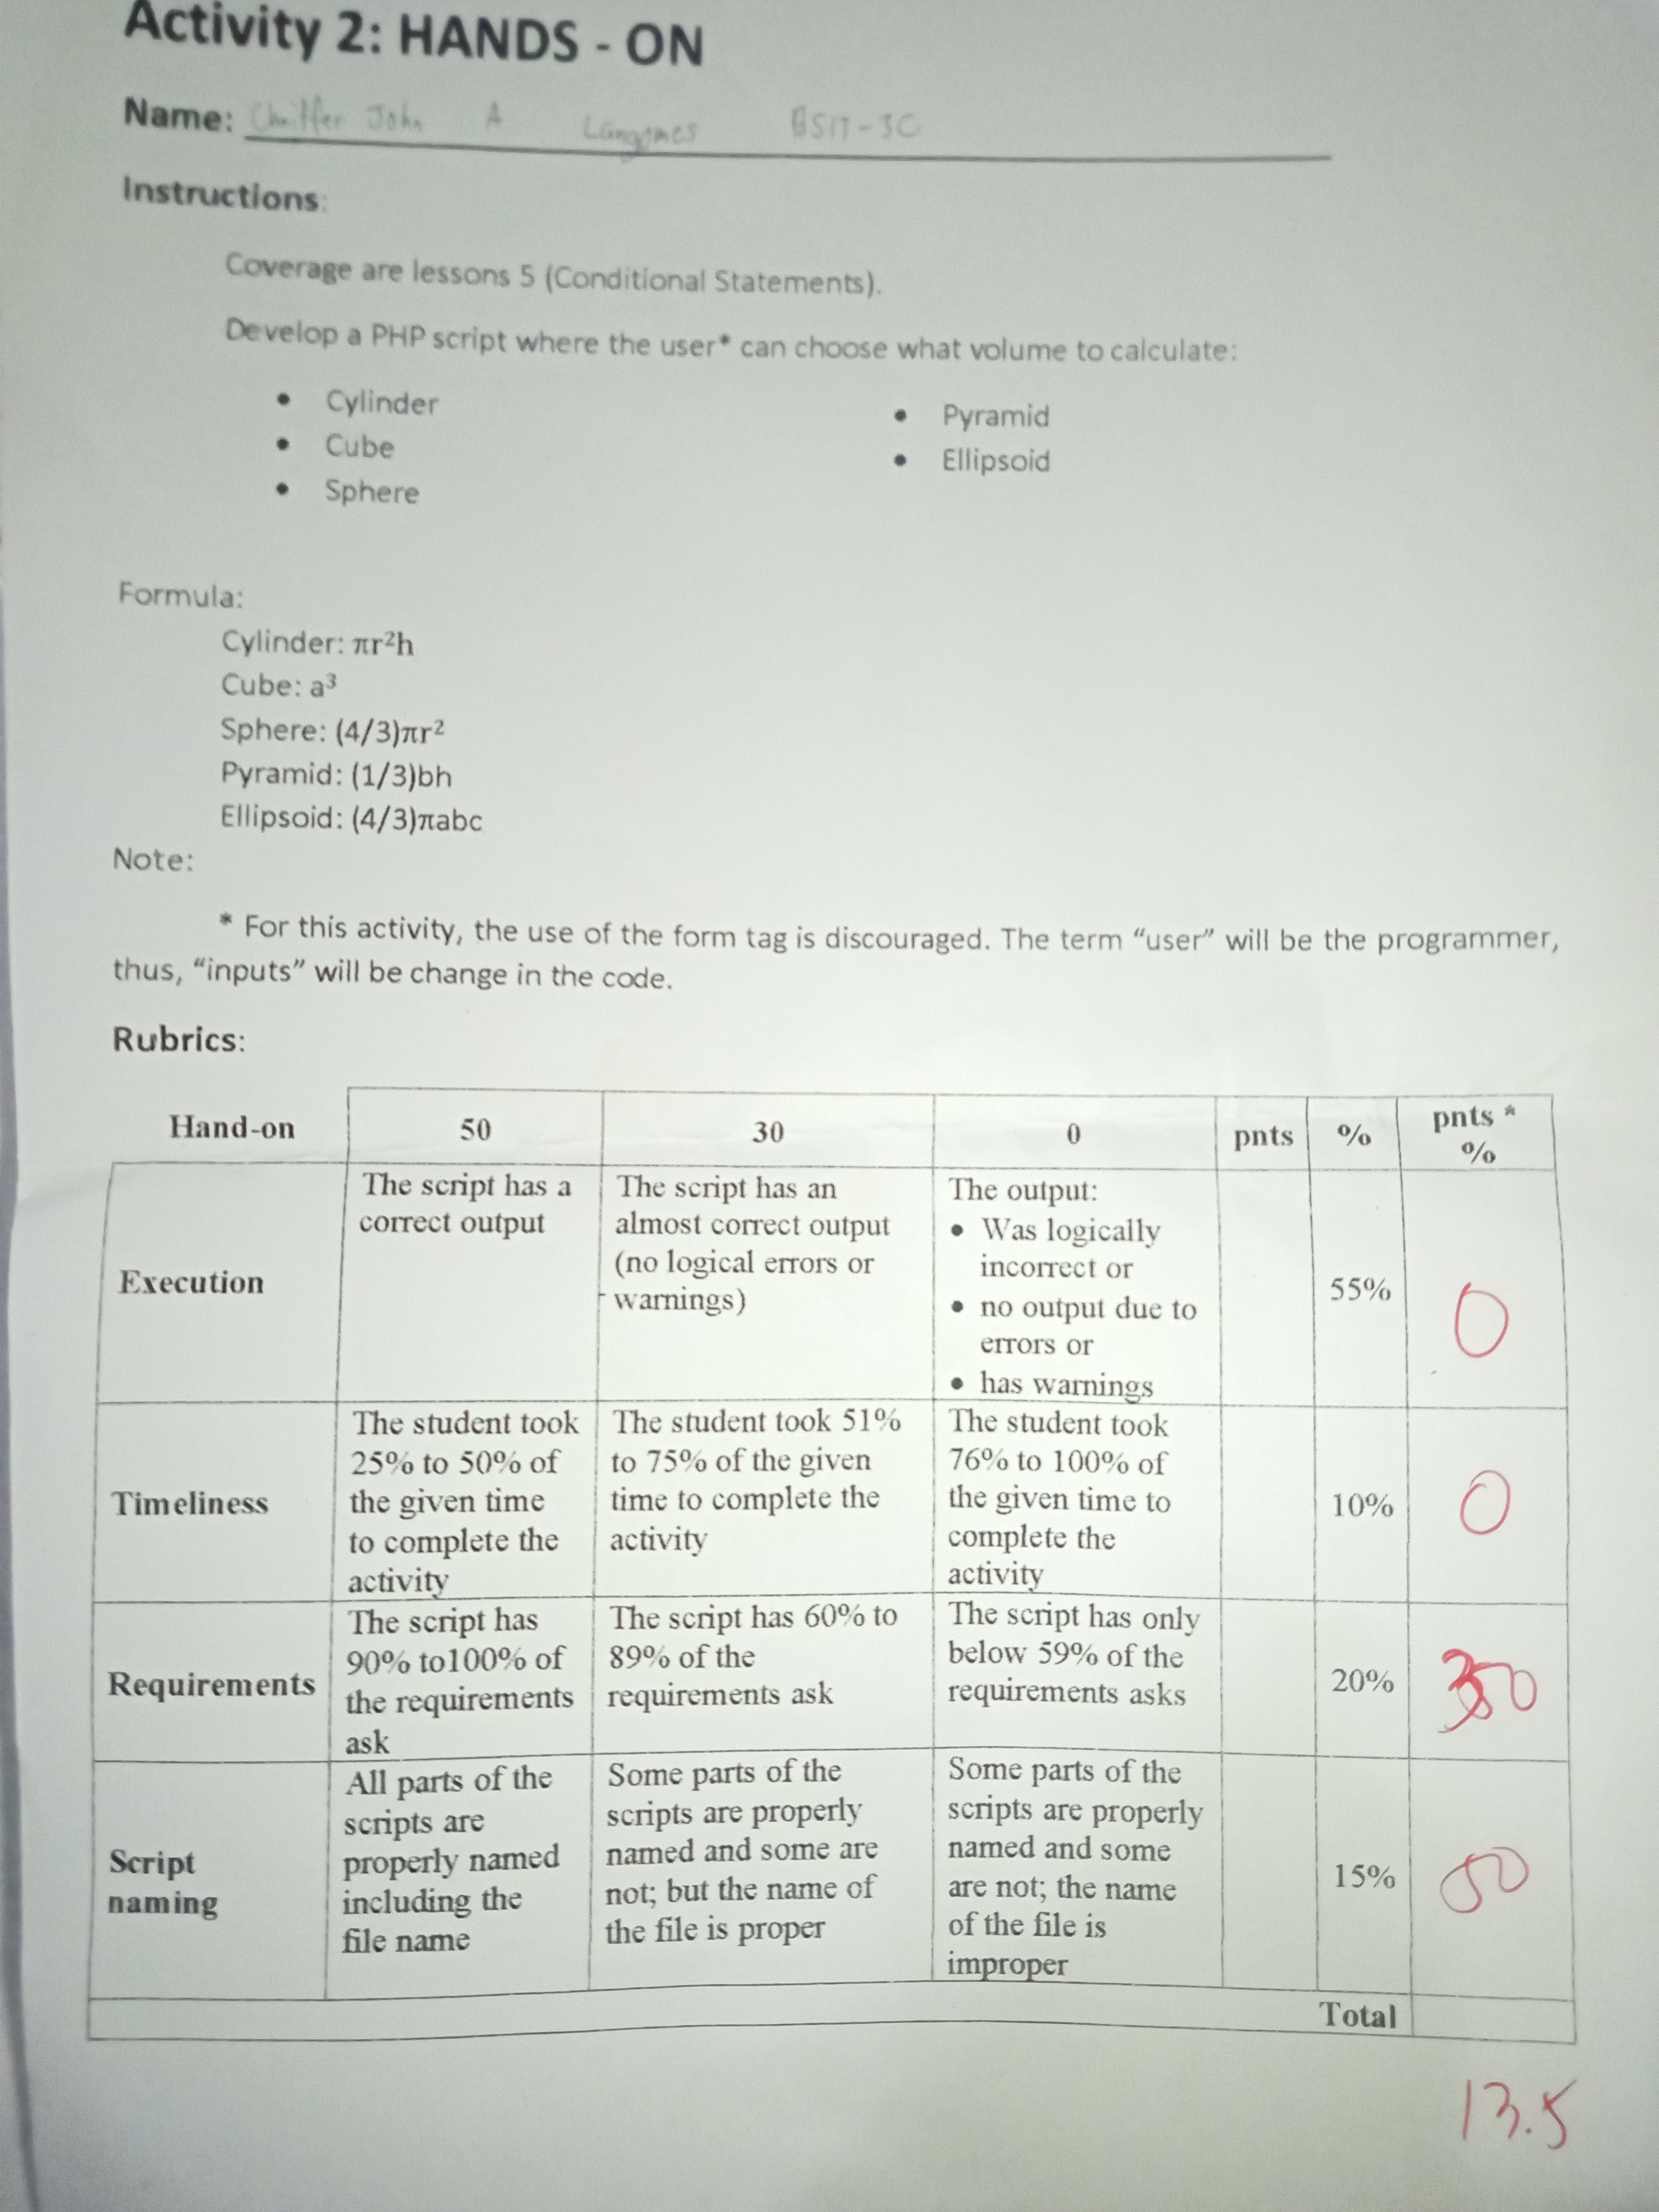 Activity 2: HANDS - ON
Name: John A BSIT-3C
Instructions:
Coverage are lessons 5 (Conditional Statements).
Develop a PHP script where the user* can choose what volume to calculate:
• Cylinder
• Cube
• Sphere
• Pyramid
• Ellipsoid
Formula:
Cylinder: πr²h
Cube: a³
Sphere: (4/3)πr²
Pyramid: (1/3)bh
Ellipsoid: (4/3)πabc
Note:
* For this activity, the use of the form tag is discouraged. The term “user” will be the programmer,
thus, “inputs” will be change in the code.
Rubrics:
Hand-on 50 30 0 pnts % pnts *
%
Execution
The script has a
correct output
The script has an
almost correct output
(no logical errors or
warnings)
The output:
• Was logically
incorrect or
• no output due to
errors or
• has warnings
55%
0
Timeliness
The student took
25% to 50% of
the given time
to complete the
activity
The student took 51%
to 75% of the given
time to complete the
activity
The student took
76% to 100% of
the given time to
complete the
activity
10%
0
Requirements
The script has
90% to100% of
the requirements
ask
The script has 60% to
89% of the
requirements ask
The script has only
below 59% of the
requirements asks
20%
Script
naming
All parts of the
scripts are
properly named
including the
file name
Some parts of the
scripts are properly
named and some are
not; but the name of
the file is proper
Some parts of the
scripts are properly
named and some
are not; the name
of the file is
improper
15%
50
Total
13.5